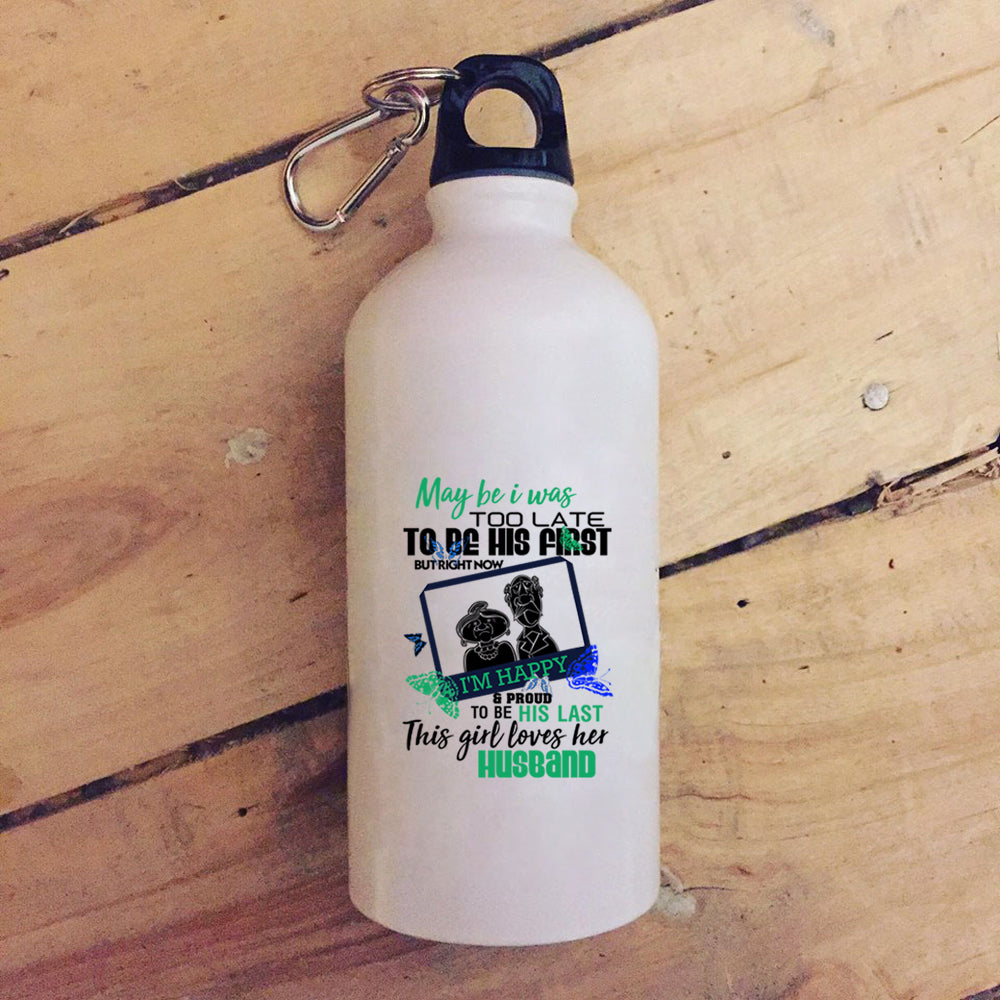 May be i was
TOO LATE
TO BE HIS FIRST
BUT RIGHT NOW
I'M HAPPY
& PROUD
TO BE HIS LAST
This girl loves her
HUSBAND